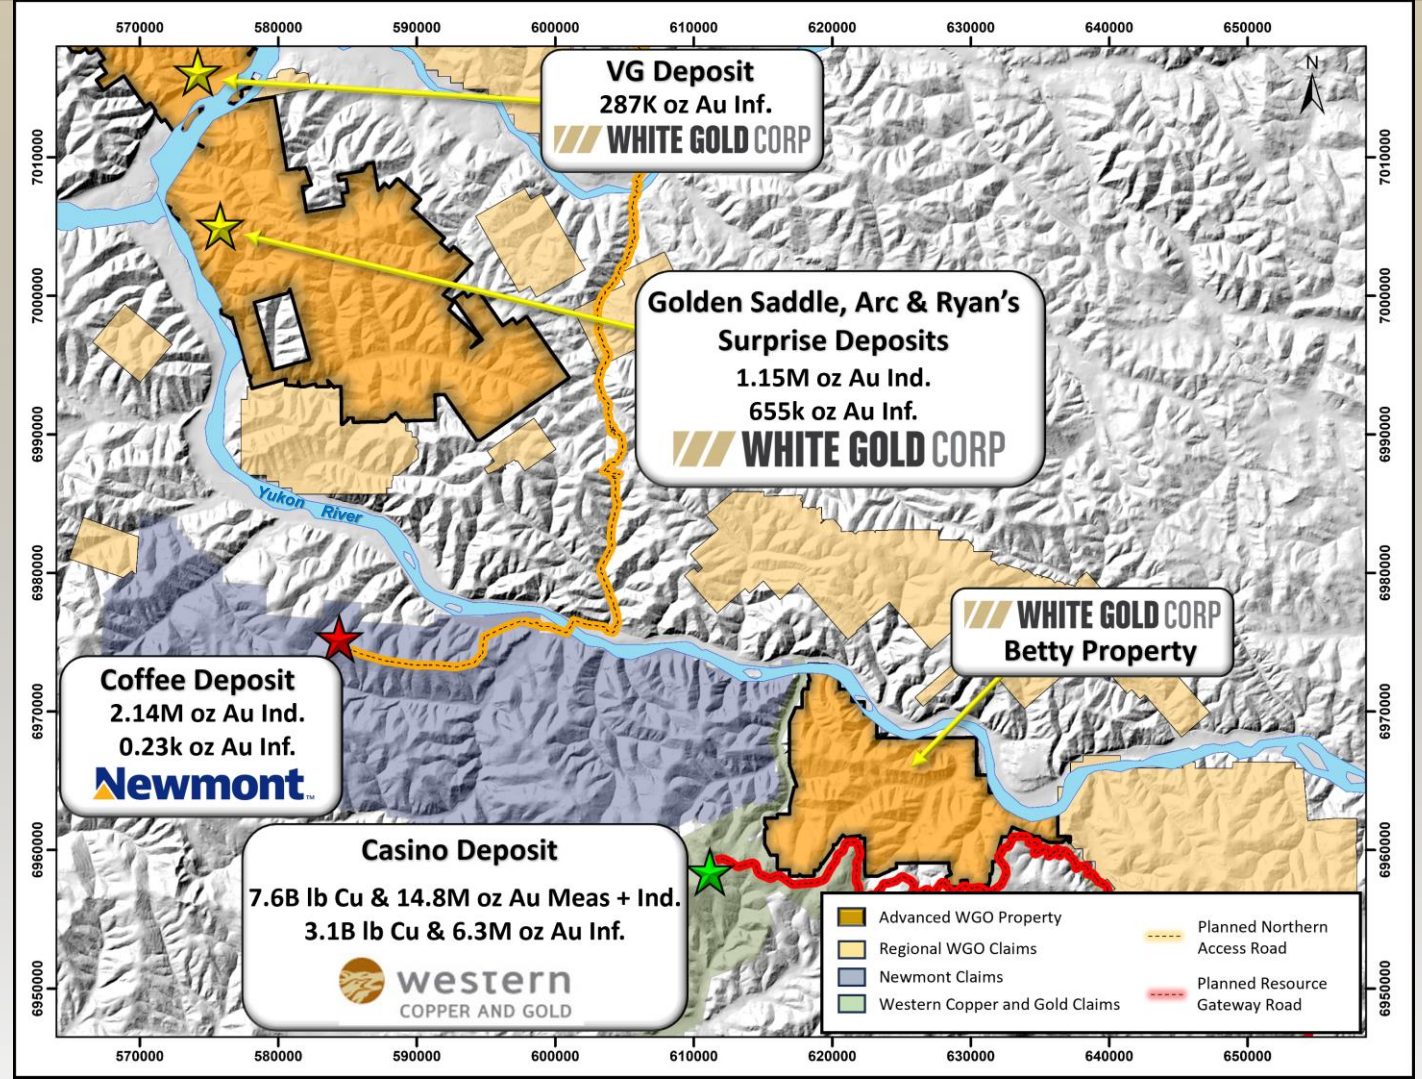 570000 580000 590000 600000 610000 620000 630000 640000 650000
N
VG Deposit
287K oz Au Inf.
WHITE GOLD CORP
7010000
7010000
Golden Saddle, Arc & Ryan's
Surprise Deposits
1.15M oz Au Ind.
655k oz Au Inf.
WHITE GOLD CORP
7000000
7000000
6990000
6990000
Yukon River
6980000
6980000
WHITE GOLD CORP
Betty Property
Coffee Deposit
2.14M oz Au Ind.
0.23k oz Au Inf.
Newmont™
6970000
6970000
Casino Deposit
7.6B lb Cu & 14.8M oz Au Meas + Ind.
3.1B lb Cu & 6.3M oz Au Inf.
western
COPPER AND GOLD
6960000
6960000
Advanced WGO Property
Regional WGO Claims
Newmont Claims
Western Copper and Gold Claims
Planned Northern
Access Road
Planned Resource
Gateway Road
6950000
6950000
570000 580000 590000 600000 610000 620000 630000 640000 650000